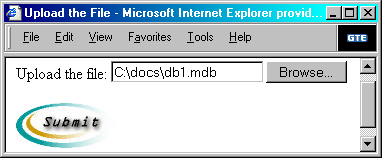 Upload the File - Microsoft Internet Explorer provid...
File Edit View Favorites Tools Help GTE
Upload the file: C:\docs\db1.mdb Browse...
Submit